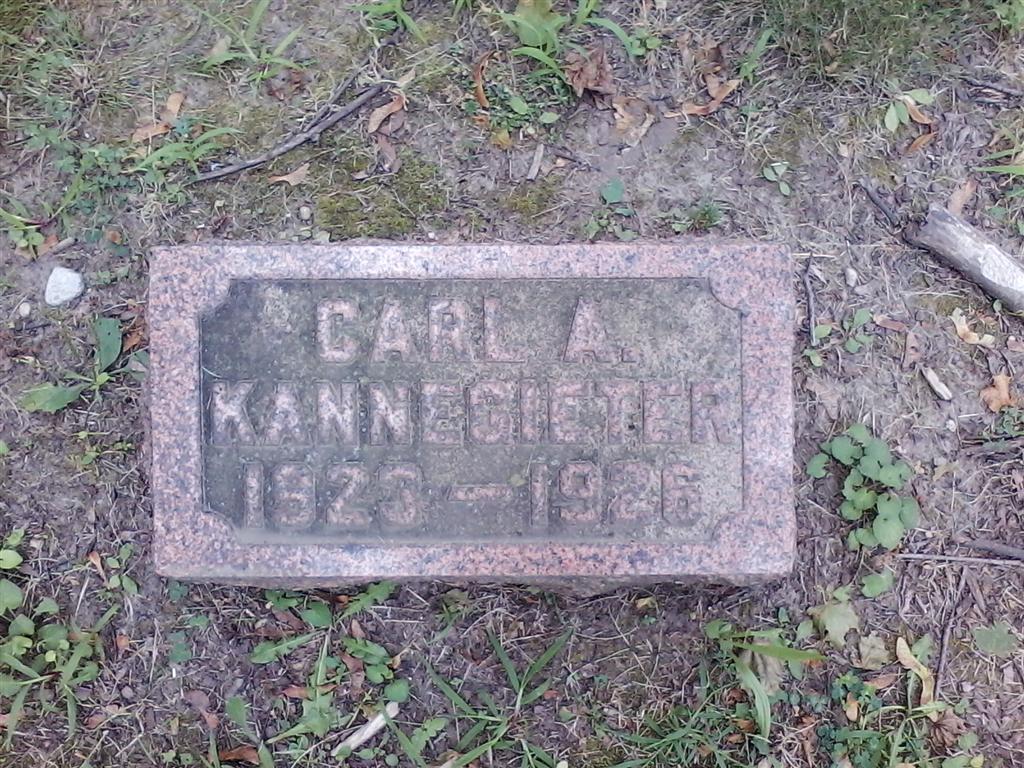 CARL A.
KANNEGIETER
1923 — 1926